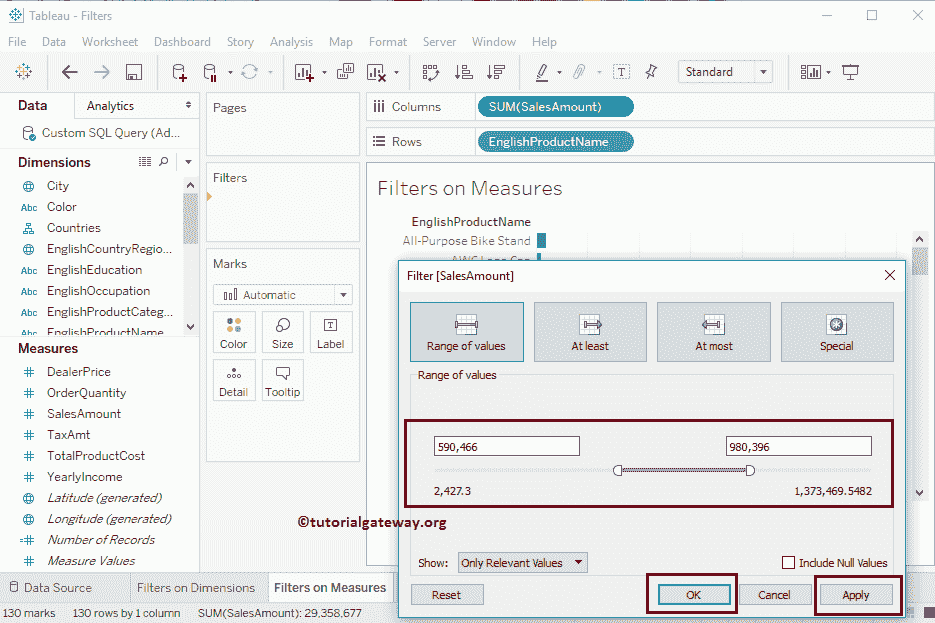 Tableau - Filters
File Data Worksheet Dashboard Story Analysis Map Format Server Window Help
Standard
Data Analytics
Custom SQL Query (Ad...
Dimensions
City
Abc Color
Countries
EnglishCountryRegio...
Abc EnglishEducation
Abc EnglishOccupation
Abc EnglishProductCateg...
Abc EnglishProductName
Measures
DealerPrice
OrderQuantity
SalesAmount
TaxAmt
TotalProductCost
YearlyIncome
Latitude (generated)
Longitude (generated)
Number of Records
Measure Values
Pages
Filters
Marks
Automatic
Color Size Label
Detail Tooltip
Columns SUM(SalesAmount)
Rows EnglishProductName
Filters on Measures
EnglishProductName
All-Purpose Bike Stand
AWC Logo Cap
Filter [SalesAmount]
Range of values At least At most Special
Range of values
590,466 980,396
2,427.3 1,373,469.5482
©tutorialgateway.org
Show: Only Relevant Values Include Null Values
Reset OK Cancel Apply
Data Source Filters on Dimensions Filters on Measures
130 marks 130 rows by 1 column SUM(SalesAmount): 29,358,677